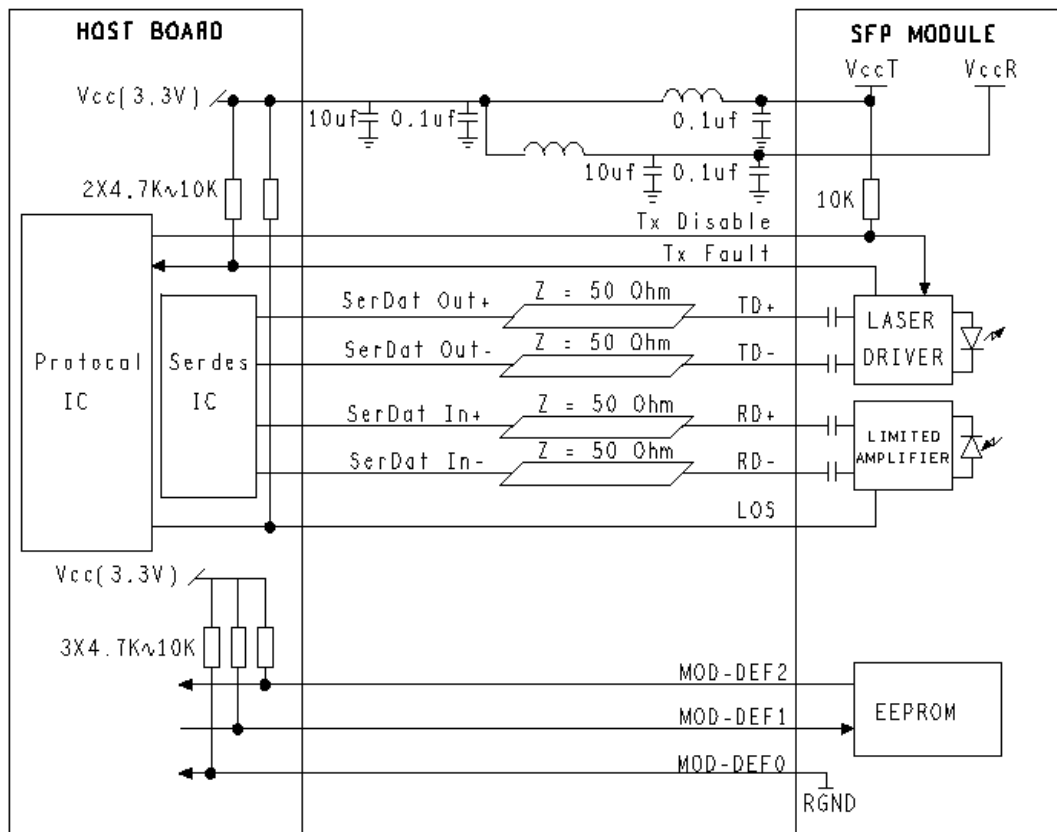 HOST BOARD
SFP MODULE
VccT
VccR
Vcc(3.3V)
10uf
0.1uf
0.1uf
10uf
0.1uf
2X4.7K∿10K
10K
Tx Disable
Tx Fault
SerDat Out+
Z = 50 Ohm
TD+
SerDat Out-
Z = 50 Ohm
TD-
LASER
DRIVER
Protocal
IC
Serdes
IC
SerDat In+
Z = 50 Ohm
RD+
SerDat In-
Z = 50 Ohm
RD-
LIMITED
AMPLIFIER
LOS
Vcc(3.3V)
3X4.7K∿10K
MOD-DEF2
MOD-DEF1
MOD-DEF0
EEPROM
RGND